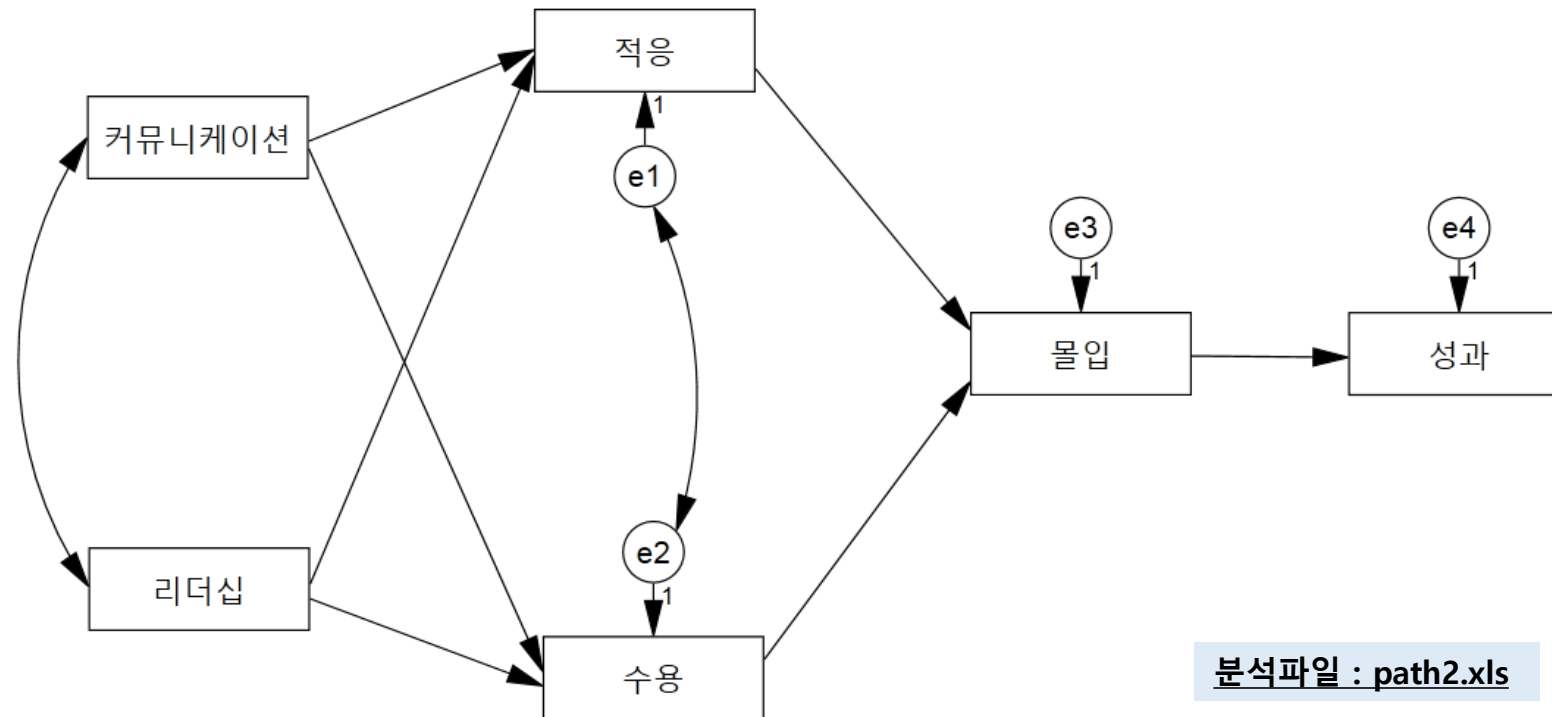 적응
1
e1
커뮤니케이션
e3
1
e4
1
몰입
성과
e2
1
리더십
수용
분석파일 : path2.xls